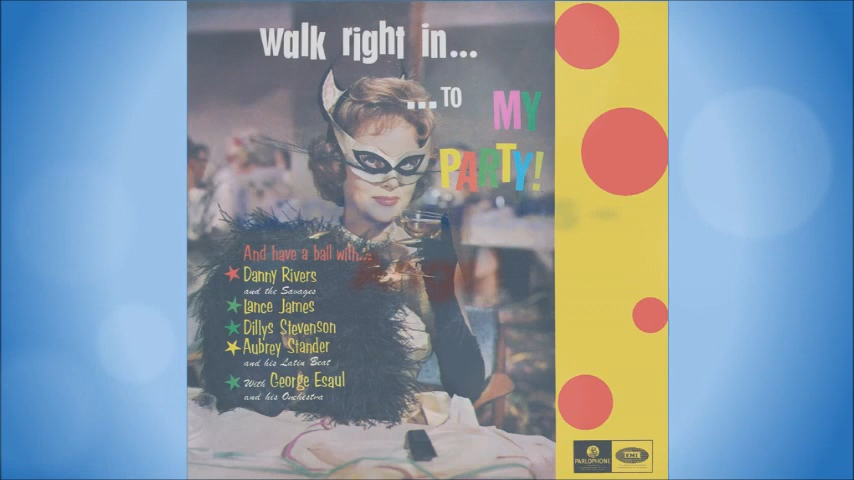 Walk right in...
...TO
MY
PARTY!
And have a ball with...
Danny Rivers
and the Savages
Lance James
Dillys Stevenson
Aubrey Stander
and his Latin Beat
With George Esaul
and his Orchestra
PARLOPHONE
EMI